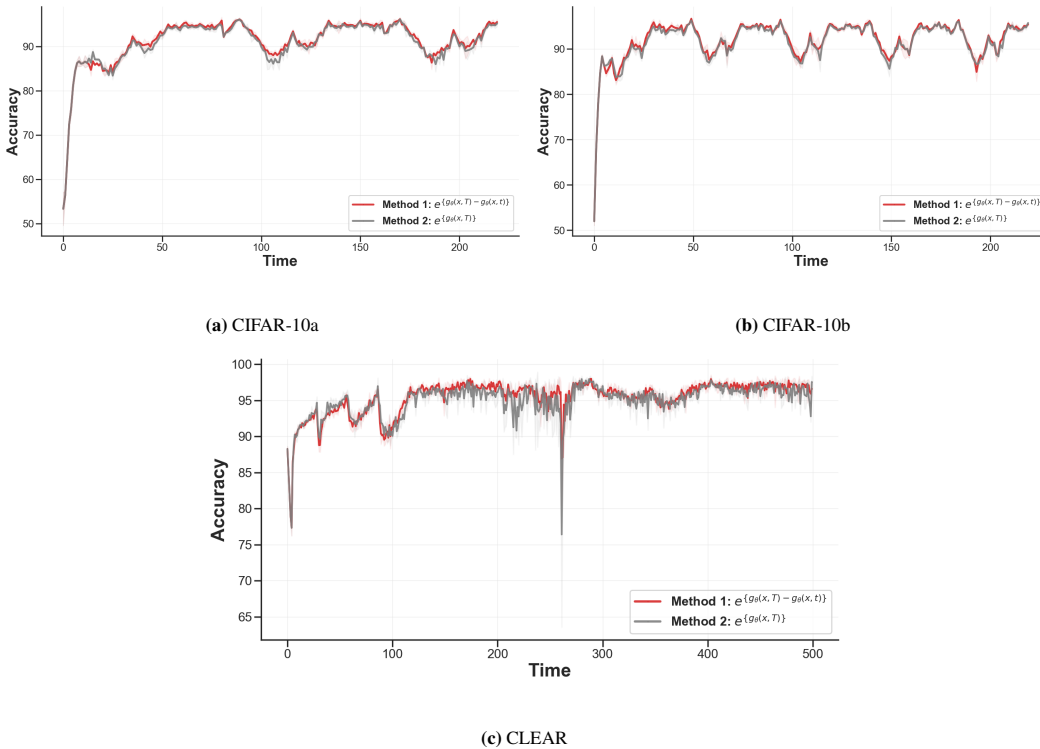 Accuracy
90
80
70
60
50
0 50 100 150 200
Time
Method 1: e^{g_θ(x,T)−g_θ(x,t)}
Method 2: e^{g_θ(x,T)}
(a) CIFAR-10a
Accuracy
90
80
70
60
50
0 50 100 150 200
Time
Method 1: e^{g_θ(x,T)−g_θ(x,t)}
Method 2: e^{g_θ(x,T)}
(b) CIFAR-10b
Accuracy
100
95
90
85
80
75
70
65
0 100 200 300 400 500
Time
Method 1: e^{g_θ(x,T)−g_θ(x,t)}
Method 2: e^{g_θ(x,T)}
(c) CLEAR